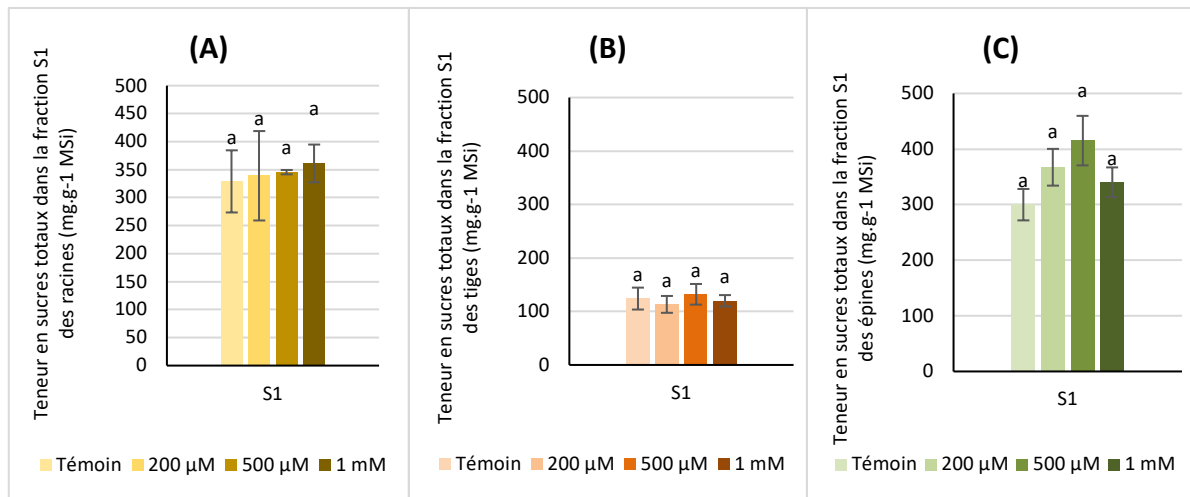 (A)
Teneur en sucres totaux dans la fraction S1
des racines (mg.g-1 MSi)
500
450
400
350
300
250
200
150
100
50
0
a
a
a
a
S1
Témoin
200 µM
500 µM
1 mM
(B)
Teneur en sucres totaux dans la fraction S1
des tiges (mg.g-1 MSi)
500
400
300
200
100
0
a
a
a
a
S1
Témoin
200 µM
500 µM
1 mM
(C)
Teneur en sucres totaux dans la fraction S1
des épines (mg.g-1 MSi)
500
400
300
200
100
0
a
a
a
a
S1
Témoin
200 µM
500 µM
1 mM